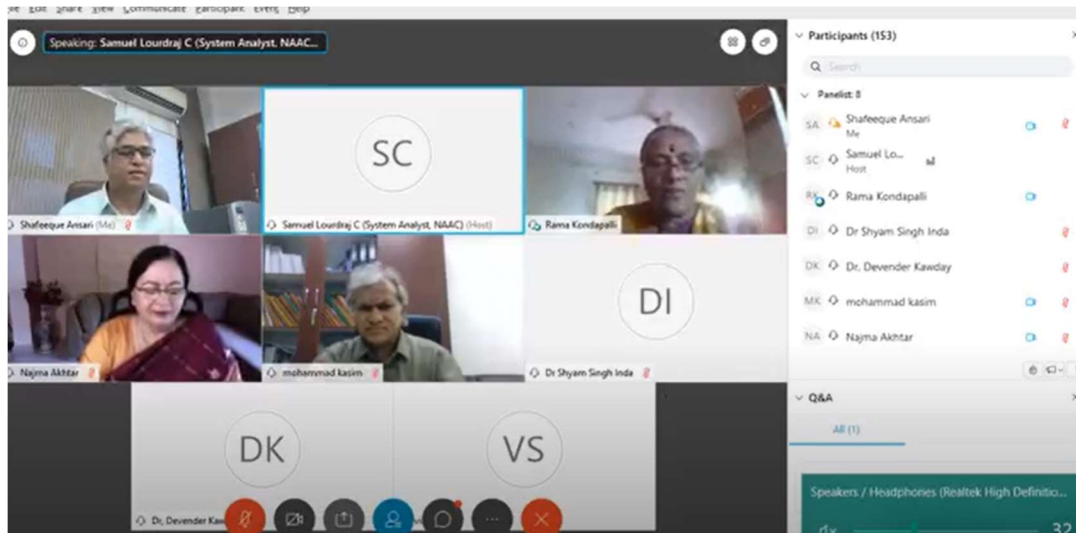 File Edit Share View Communicate Participant Event Help
Speaking: Samuel Lourdraj C (System Analyst, NAAC...
Shafeeque Ansari (Me)
SC
Samuel Lourdraj C (System Analyst, NAAC) (Host)
Rama Kondapalli
Najma Akhtar
mohammad kasim
DI
Dr Shyam Singh Inda
DK
Dr, Devender Kaw
VS
Participants (153)
Search
Panelist: 8
SA Shafeeque Ansari
Me
SC Samuel Lo...
Host
RK Rama Kondapalli
DI Dr Shyam Singh Inda
DK Dr, Devender Kawday
MK mohammad kasim
NA Najma Akhtar
Q&A
All (1)
Speakers / Headphones (Realtek High Definitio...
32